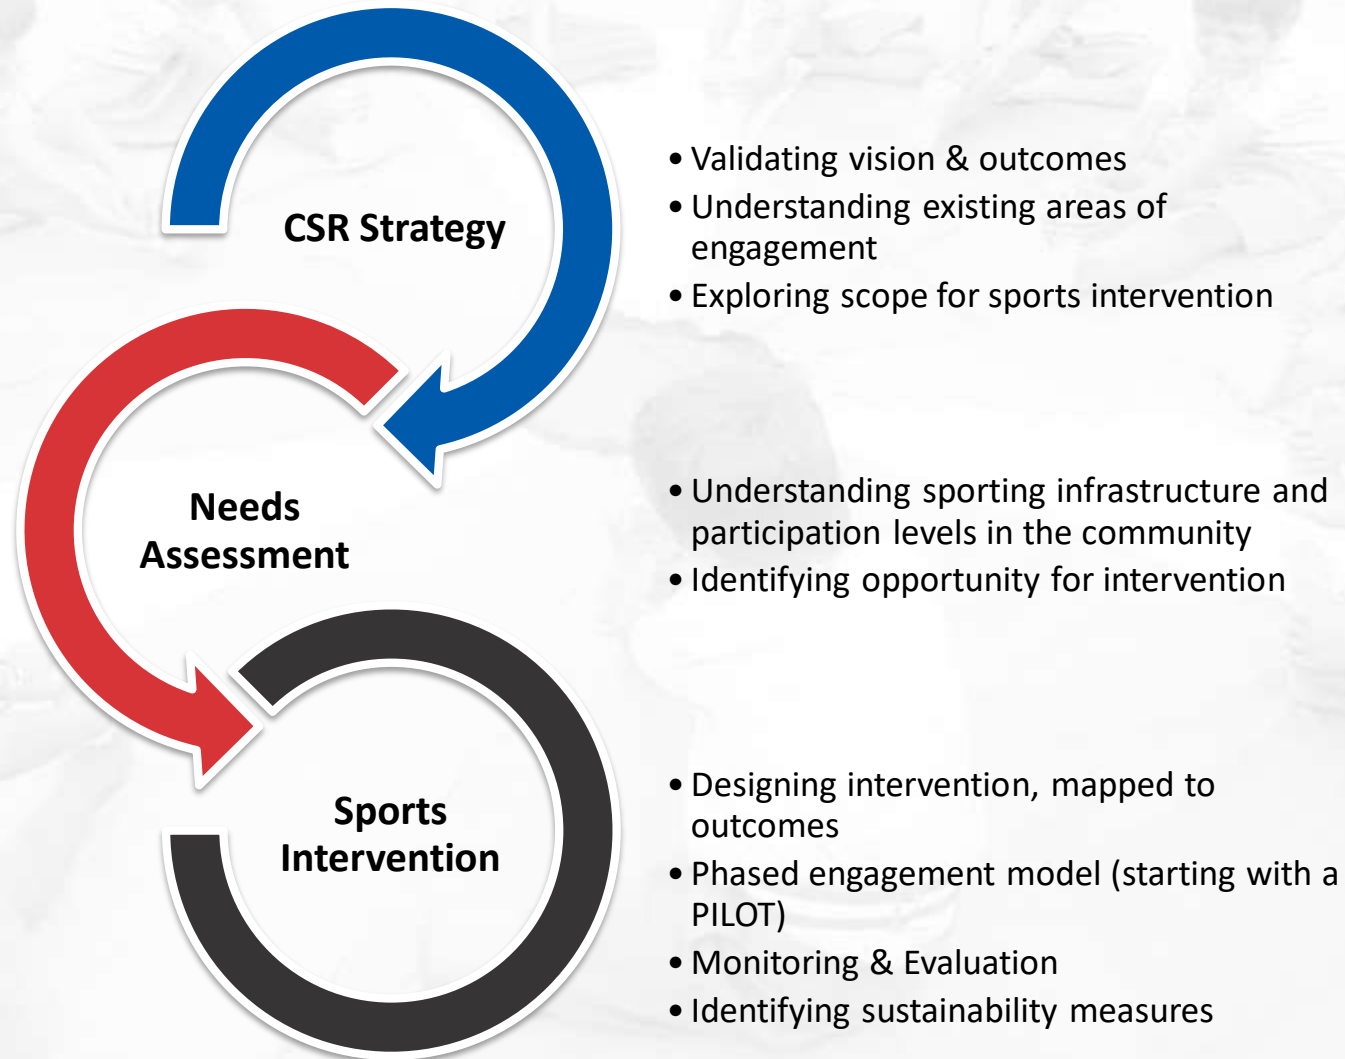 CSR Strategy
• Validating vision & outcomes
• Understanding existing areas of
engagement
• Exploring scope for sports intervention
Needs
Assessment
• Understanding sporting infrastructure and
participation levels in the community
• Identifying opportunity for intervention
Sports
Intervention
• Designing intervention, mapped to
outcomes
• Phased engagement model (starting with a
PILOT)
• Monitoring & Evaluation
• Identifying sustainability measures